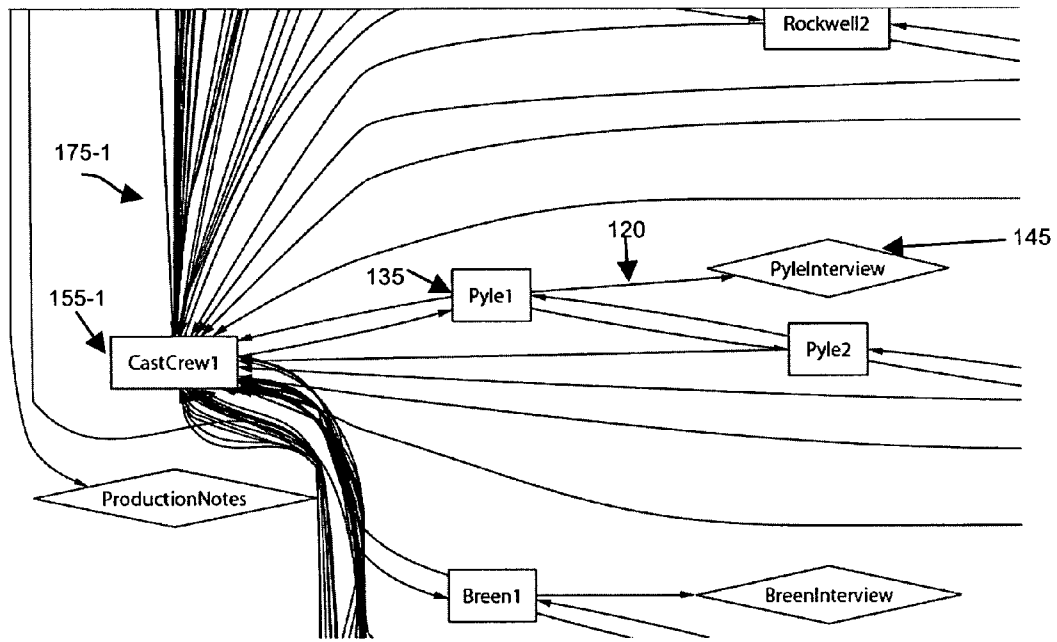 Rockwell2
175-1
120
145
PyleInterview
135
Pyle1
155-1
Pyle2
CastCrew1
ProductionNotes
Breen1
BreenInterview